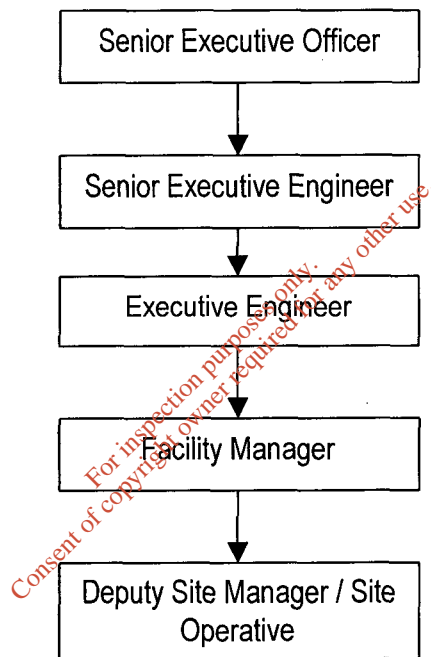 Senior Executive Officer
Senior Executive Engineer
Executive Engineer
Facility Manager
Deputy Site Manager / Site
Operative
For inspection purposes only.
Consent of copyright owner required for any other use